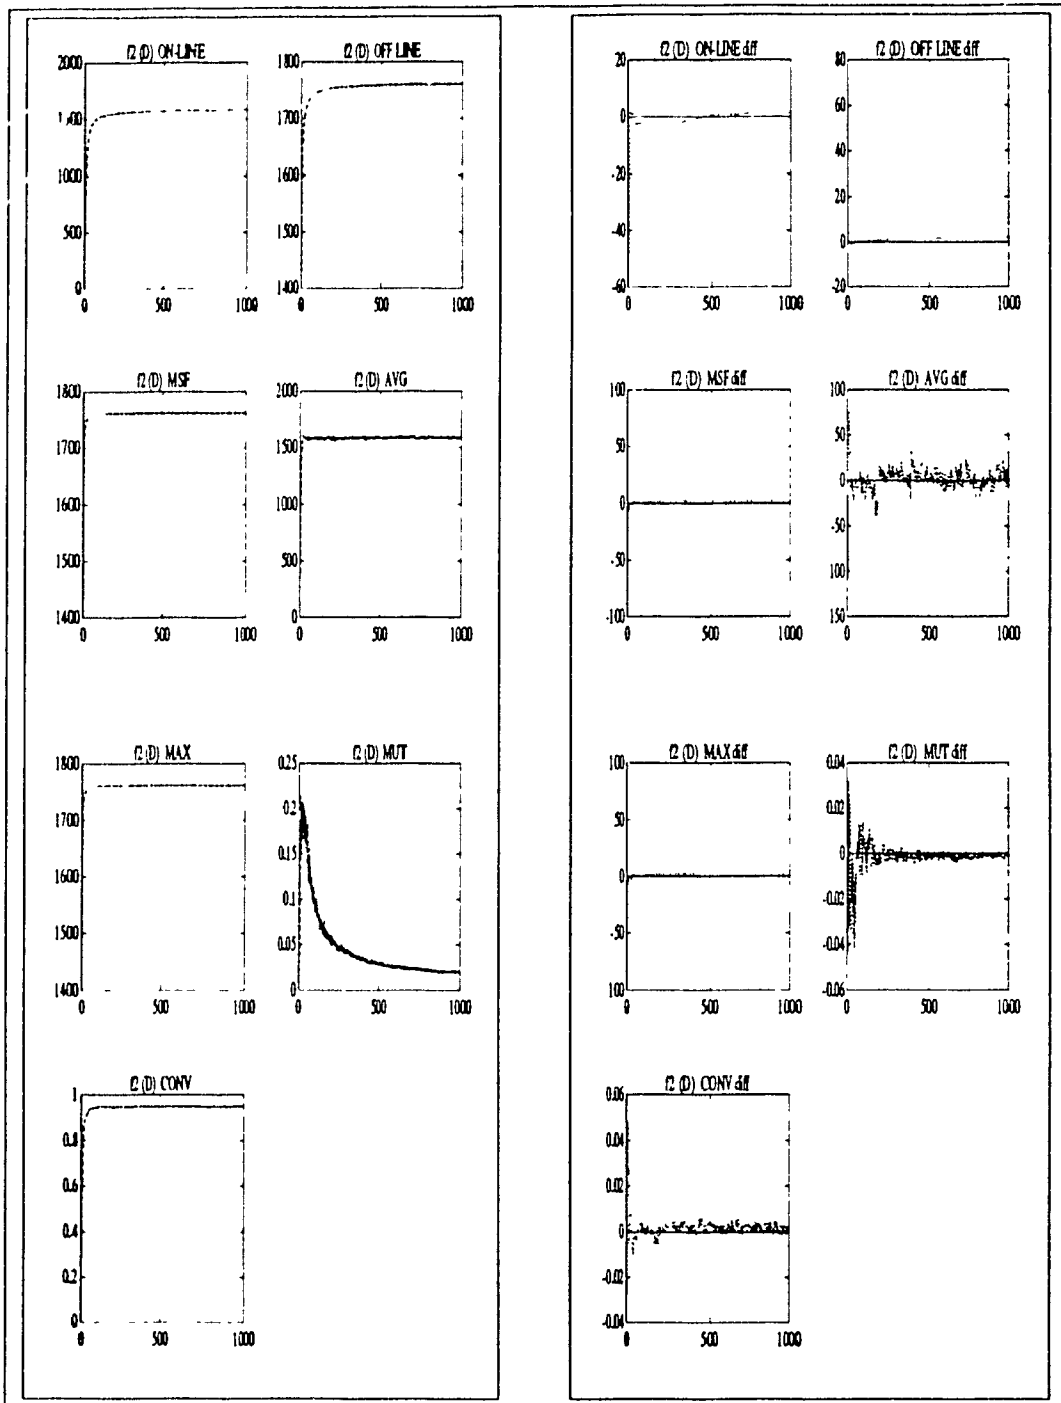 f2 (D) ON-LINE
2000
1500
1000
500
0
0 500 1000
f2 (D) OFF LINE
1800
1700
1600
1500
1400
0 500 1000
f2 (D) MSF
1800
1700
1600
1500
1400
0 500 1000
f2 (D) AVG
2000
1500
1000
500
0
0 500 1000
f2 (D) MAX
1800
1700
1600
1500
1400
0 500 1000
f2 (D) MUT
0.25
0.2
0.15
0.1
0.05
0
0 500 1000
f2 (D) CONV
1
0.8
0.6
0.4
0.2
0
0 500 1000
f2 (D) ON-LINE diff
20
0
-20
-40
-60
0 500 1000
f2 (D) OFF LINE diff
80
60
40
20
0
-20
0 500 1000
f2 (D) MSF diff
100
50
0
-50
-100
0 500 1000
f2 (D) AVG diff
100
50
0
-50
100
150
0 500 1000
f2 (D) MAX diff
100
50
0
-50
100
0 500 1000
f2 (D) MUT diff
0.04
0.02
0
-0.02
-0.04
-0.06
0 500 1000
f2 (D) CONV diff
0.06
0.04
0.02
0
-0.02
-0.04
0 500 1000